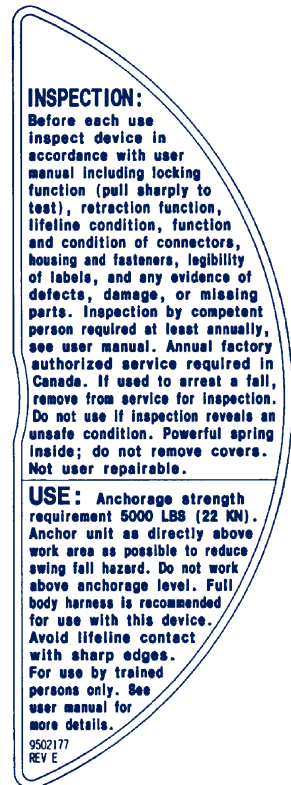 INSPECTION:
Before each use
inspect device in
accordance with user
manual including locking
function (pull sharply to
test), retraction function,
lifeline condition, function
and condition of connectors,
housing and fasteners, legibility
of labels, and any evidence of
defects, damage, or missing
parts. Inspection by competent
person required at least annually,
see user manual. Annual factory
authorized service required in
Canada. If used to arrest a fall,
remove from service for inspection.
Do not use if inspection reveals an
unsafe condition. Powerful spring
inside; do not remove covers.
Not user repairable.
USE: Anchorage strength
requirement 5000 LBS (22 KN).
Anchor unit as directly above
work area as possible to reduce
swing fall hazard. Do not work
above anchorage level. Full
body harness is recommended
for use with this device.
Avoid lifeline contact
with sharp edges.
For use by trained
persons only. See
user manual for
more details.
9502177
REV E